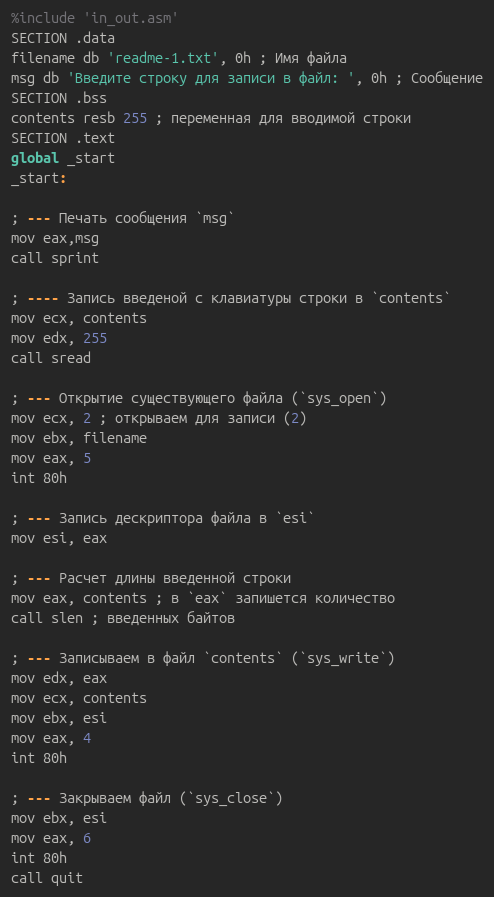 %include 'in_out.asm'
SECTION .data
filename db 'readme-1.txt', 0h ; Имя файла
msg db 'Введите строку для записи в файл: ', 0h ; Сообщение
SECTION .bss
contents resb 255 ; переменная для вводимой строки
SECTION .text
global _start
_start:
; --- Печать сообщения `msg`
mov eax,msg
call sprint
; ---- Запись введеной с клавиатуры строки в `contents`
mov ecx, contents
mov edx, 255
call sread
; --- Открытие существующего файла (`sys_open`)
mov ecx, 2 ; открываем для записи (2)
mov ebx, filename
mov eax, 5
int 80h
; --- Запись дескриптора файла в `esi`
mov esi, eax
; --- Расчет длины введенной строки
mov eax, contents ; в `eax` запишется количество
call slen ; введенных байтов
; --- Записываем в файл `contents` (`sys_write`)
mov edx, eax
mov ecx, contents
mov ebx, esi
mov eax, 4
int 80h
; --- Закрываем файл (`sys_close`)
mov ebx, esi
mov eax, 6
int 80h
call quit